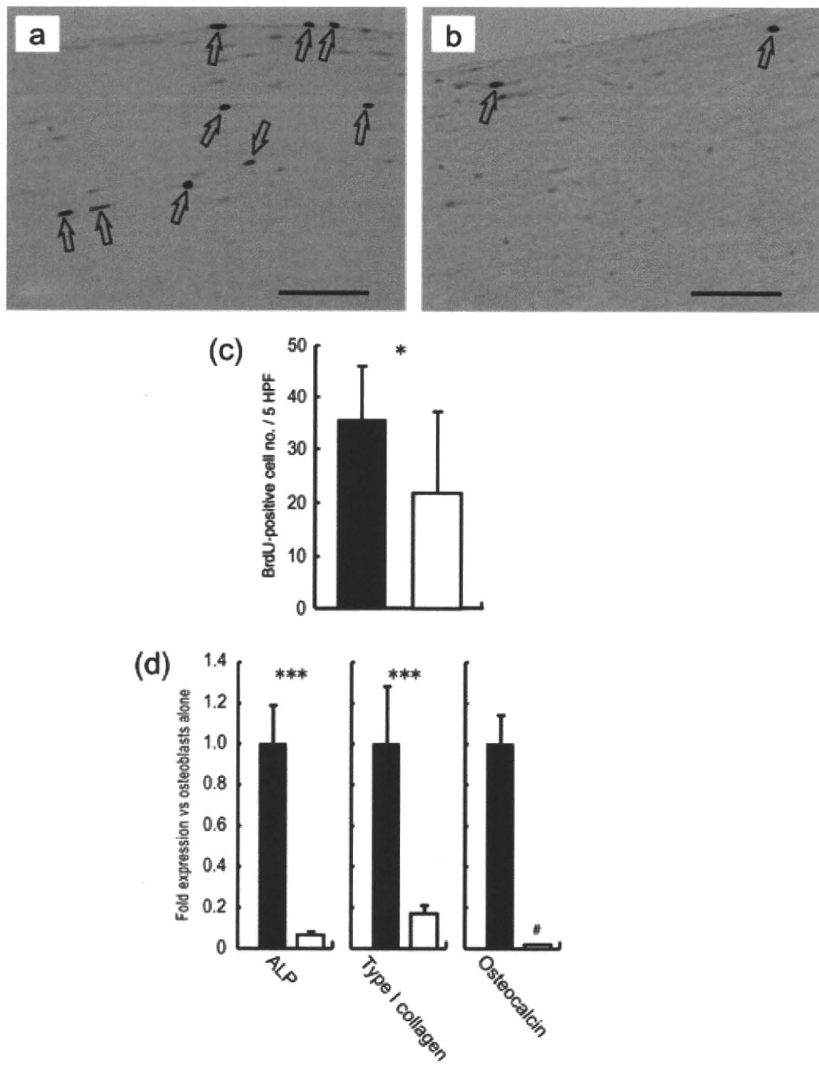 a
b
(c)
BrdU-positive cell no. / 5 HPF
50
40
30
20
10
0
*
(d)
Fold expression vs osteoblasts alone
1.4
1.2
1.0
0.8
0.6
0.4
0.2
0
***
***
#
ALP
Type I collagen
Osteocalcin